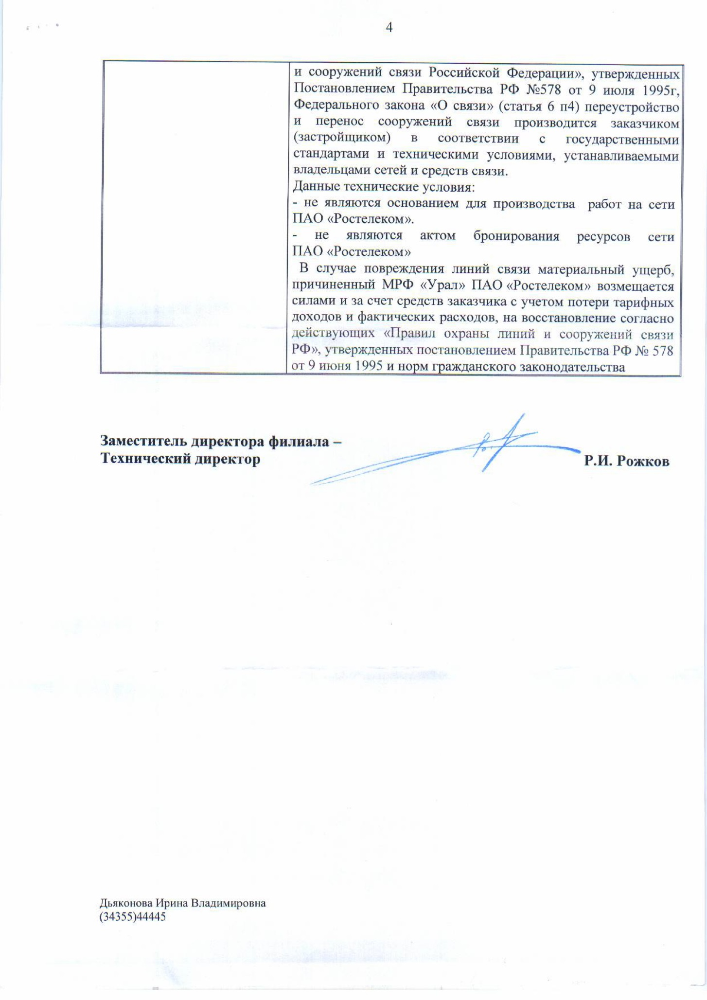 4
и сооружений связи Российской Федерации», утвержденных
Постановлением Правительства РФ №578 от 9 июля 1995г,
Федерального закона «О связи» (статья 6 п4) переустройство
и перенос сооружений связи производится заказчиком
(застройщиком) в соответствии с государственными
стандартами и техническими условиями, устанавливаемыми
владельцами сетей и средств связи.
Данные технические условия:
- не являются основанием для производства работ на сети
ПАО «Ростелеком».
- не являются актом бронирования ресурсов сети
ПАО «Ростелеком»
В случае повреждения линий связи материальный ущерб,
причиненный МРФ «Урал» ПАО «Ростелеком» возмещается
силами и за счет средств заказчика с учетом потери тарифных
доходов и фактических расходов, на восстановление согласно
действующих «Правил охраны линий и сооружений связи
РФ», утвержденных постановлением Правительства РФ № 578
от 9 июня 1995 и норм гражданского законодательства
Заместитель директора филиала –
Технический директор
Р.И. Рожков
Дьяконова Ирина Владимировна
(34355)44445